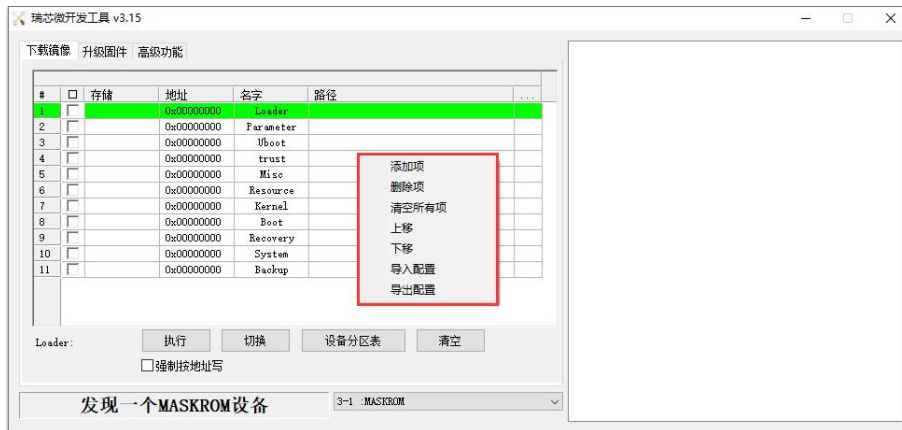 瑞芯微开发工具 v3.15
下载镜像 升级固件 高级功能
# 存储 地址 名字 路径 ...
1 0x00000000 Loader
2 0x00000000 Parameter
3 0x00000000 Uboot
4 0x00000000 trust
5 0x00000000 Misc
6 0x00000000 Resource
7 0x00000000 Kernel
8 0x00000000 Boot
9 0x00000000 Recovery
10 0x00000000 System
11 0x00000000 Backup
添加项
删除项
清空所有项
上移
下移
导入配置
导出配置
Loader: 执行 切换 设备分区表 清空
强制按地址写
发现一个MASKROM设备 3-1 :MASKROM